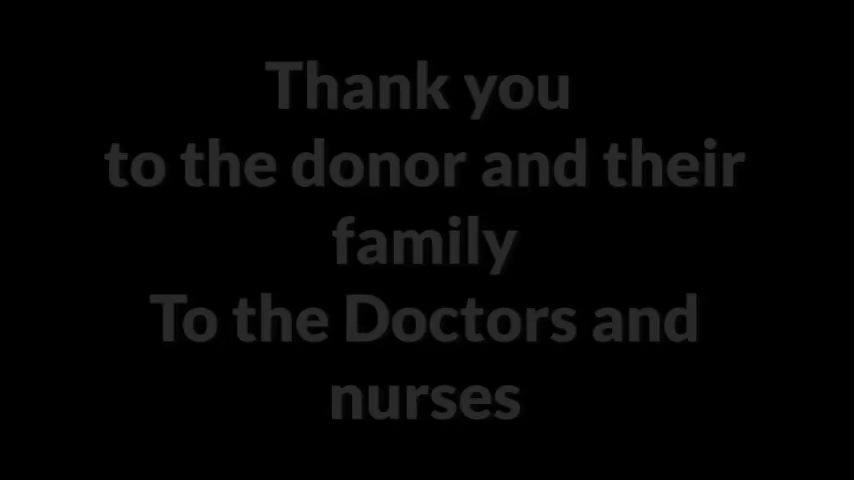 Thank you
to the donor and their
family
To the Doctors and
nurses